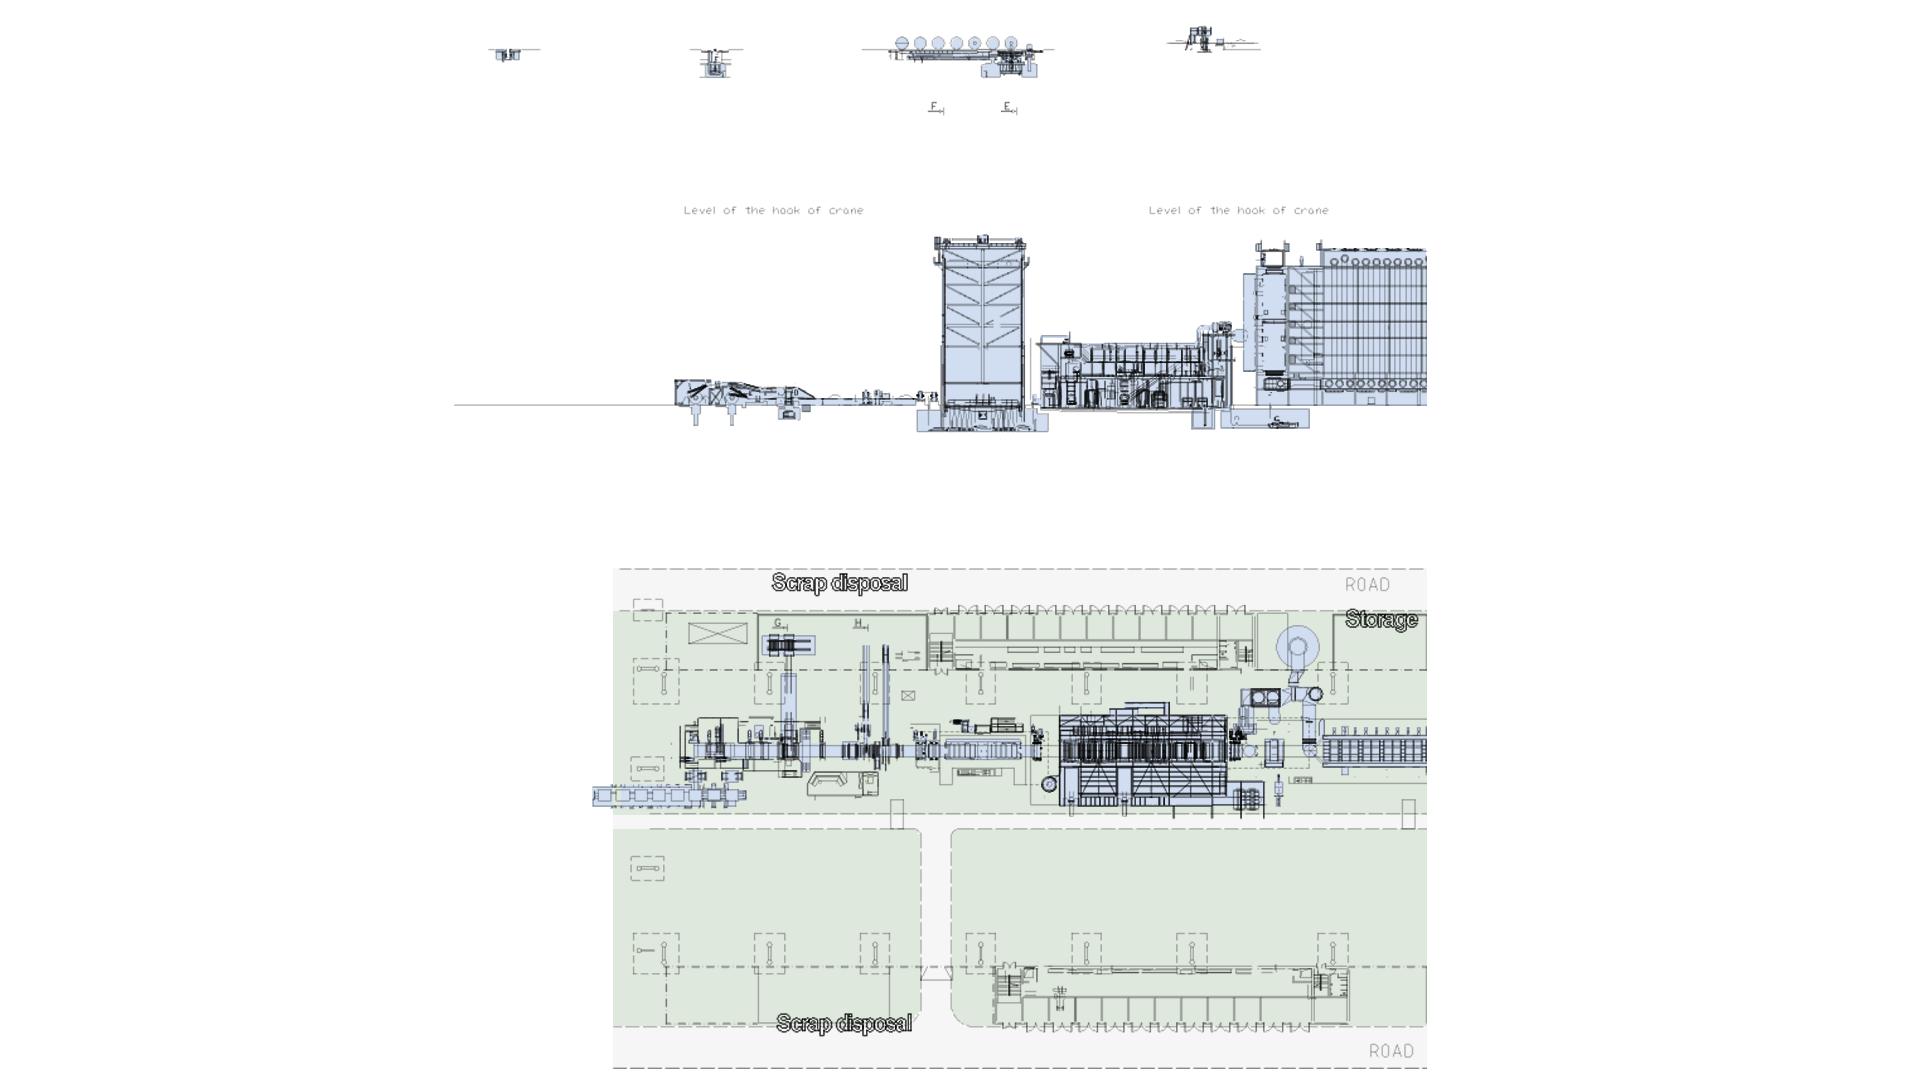 F E
Level of the hook of crane Level of the hook of crane
Scrap disposal ROAD
Storage
G H
Scrap disposal
ROAD